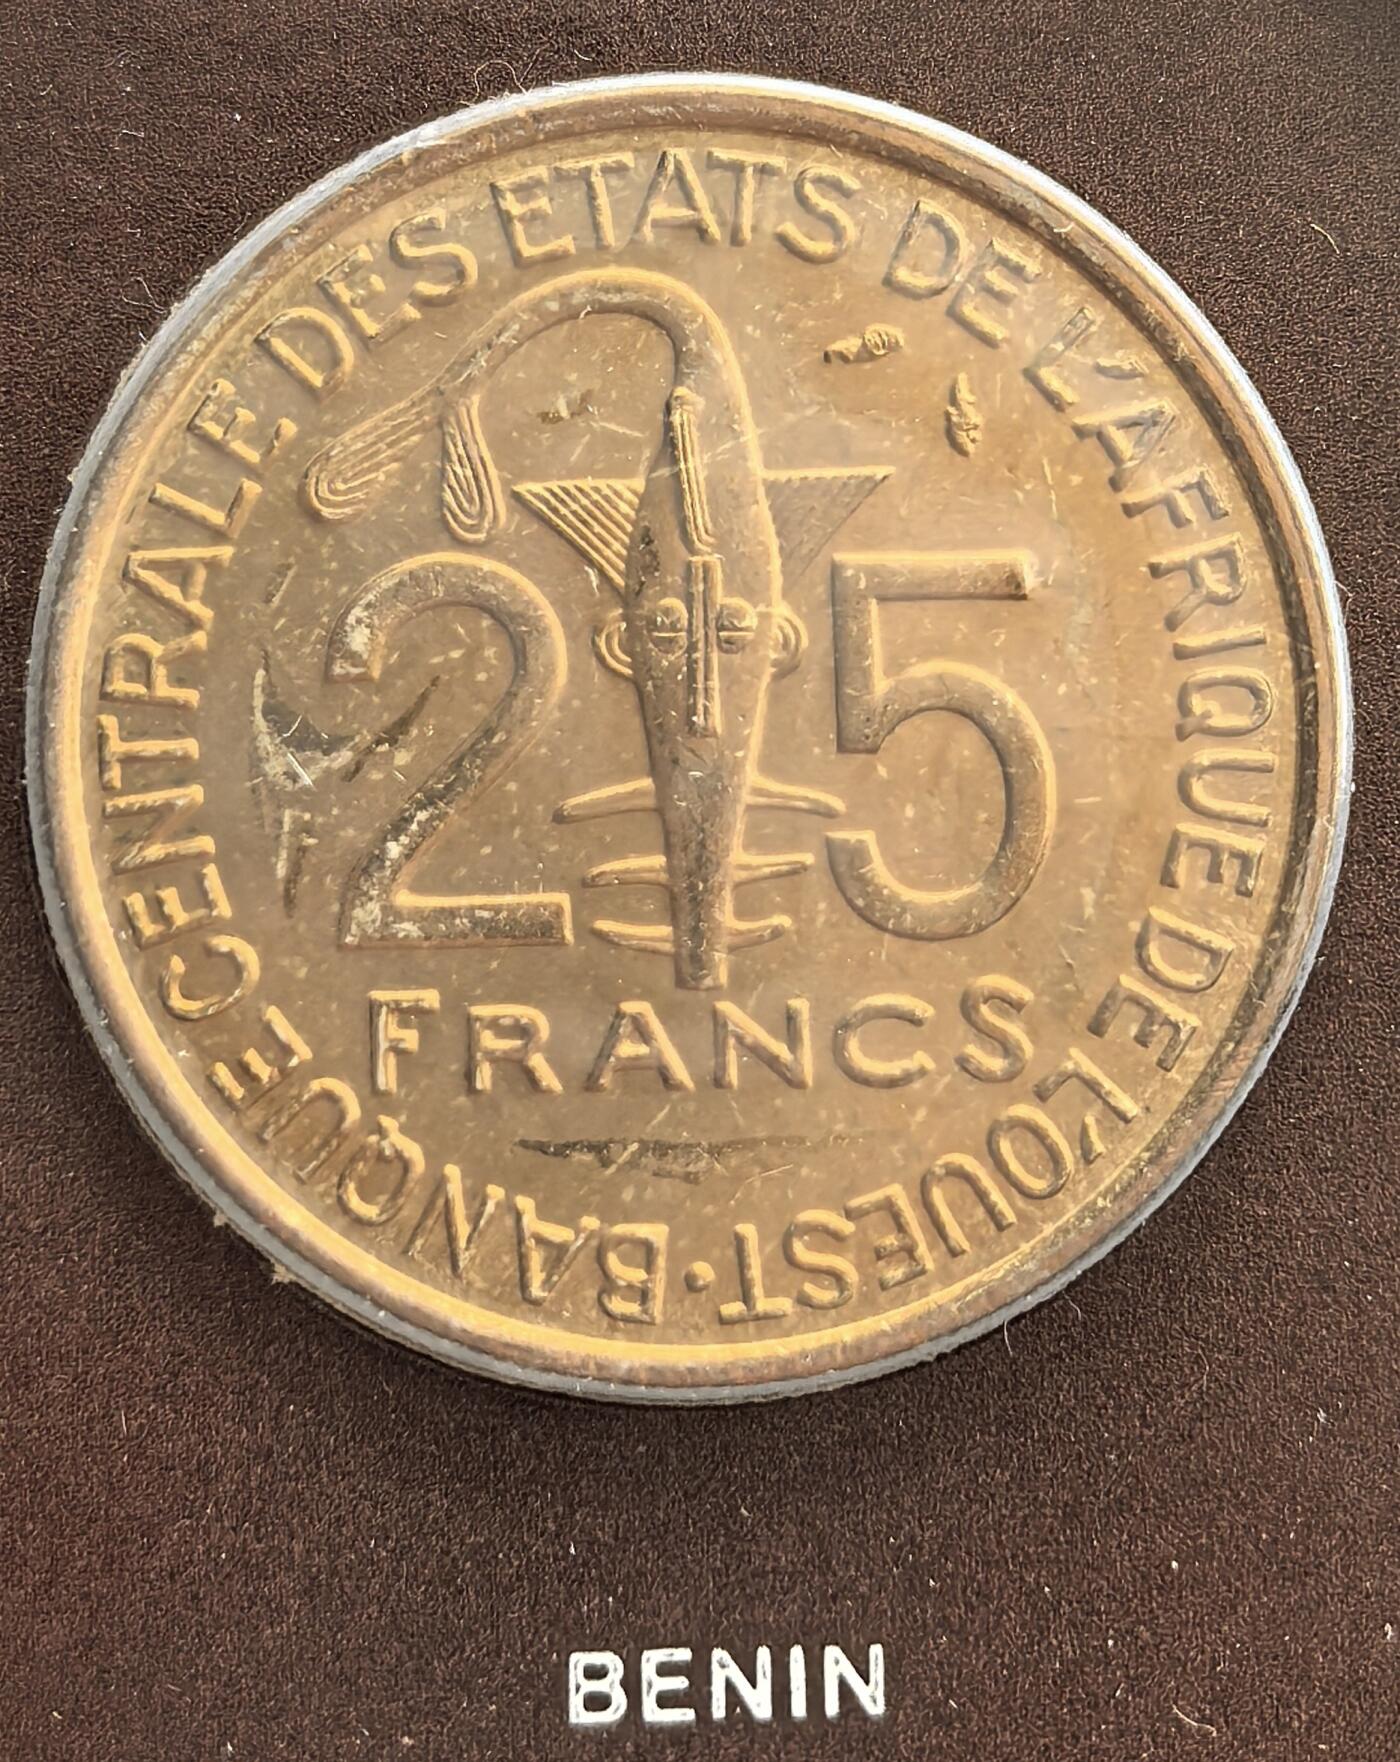 BANQUE CENTRALE DES ETATS DE L'AFRIQUE DE L'OUEST •
25
FRANCS
BENIN